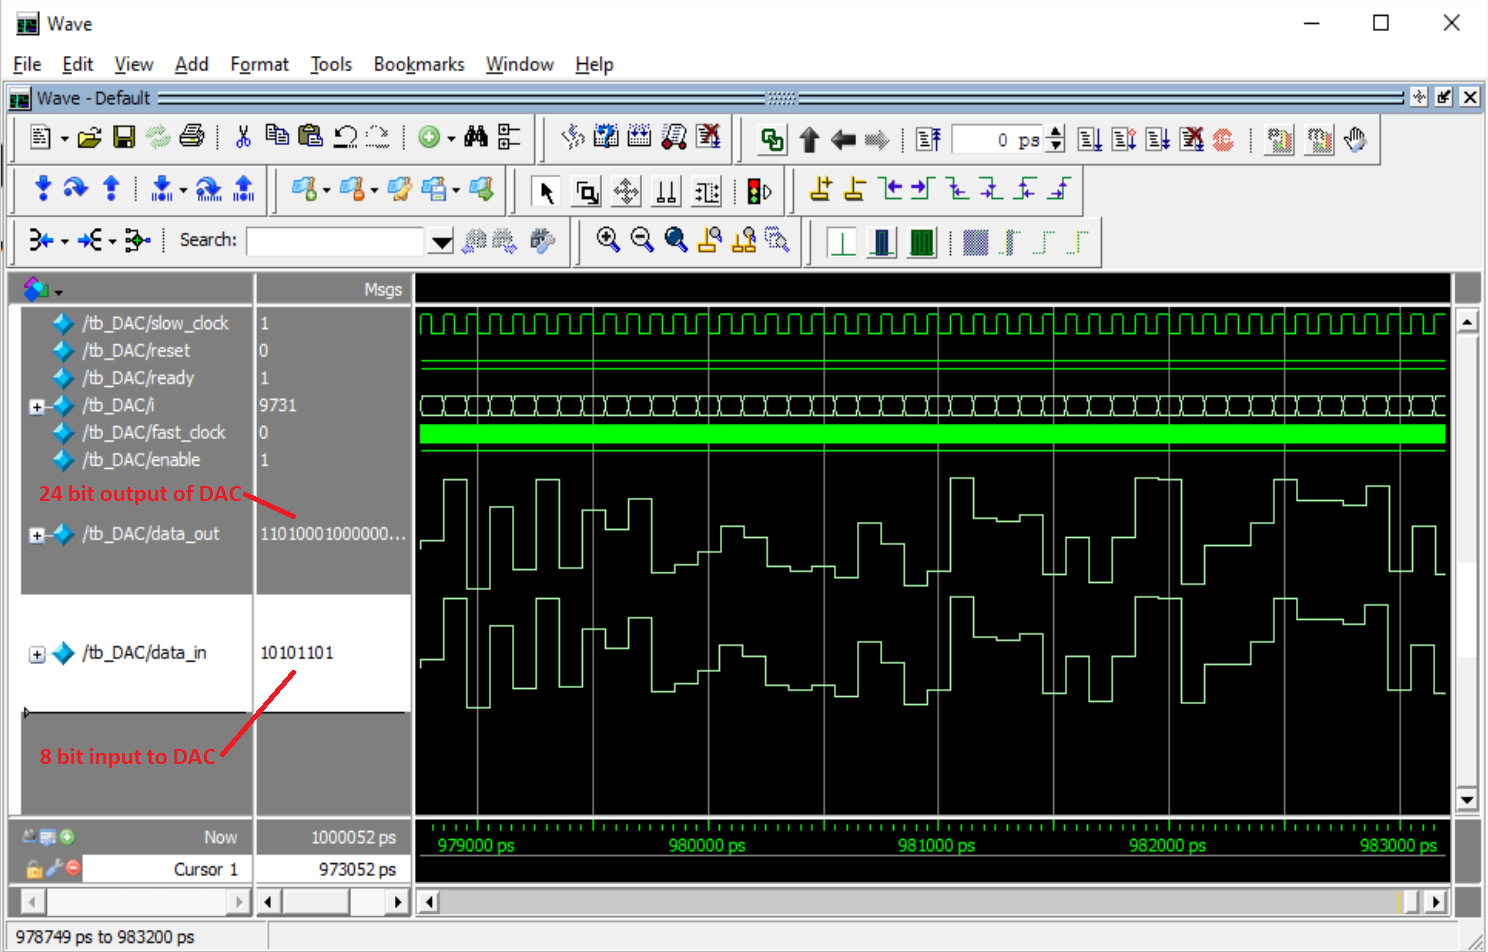 Wave
File Edit View Add Format Tools Bookmarks Window Help
Wave - Default
0 ps
Search:
Msgs
/tb_DAC/slow_clock 1
/tb_DAC/reset 0
/tb_DAC/ready 1
/tb_DAC/i 9731
/tb_DAC/fast_clock 0
/tb_DAC/enable 1
24 bit output of DAC
/tb_DAC/data_out 11010001000000...
/tb_DAC/data_in 10101101
8 bit input to DAC
Now 1000052 ps
979000 ps 980000 ps 981000 ps 982000 ps 983000 ps
Cursor 1 973052 ps
978749 ps to 983200 ps